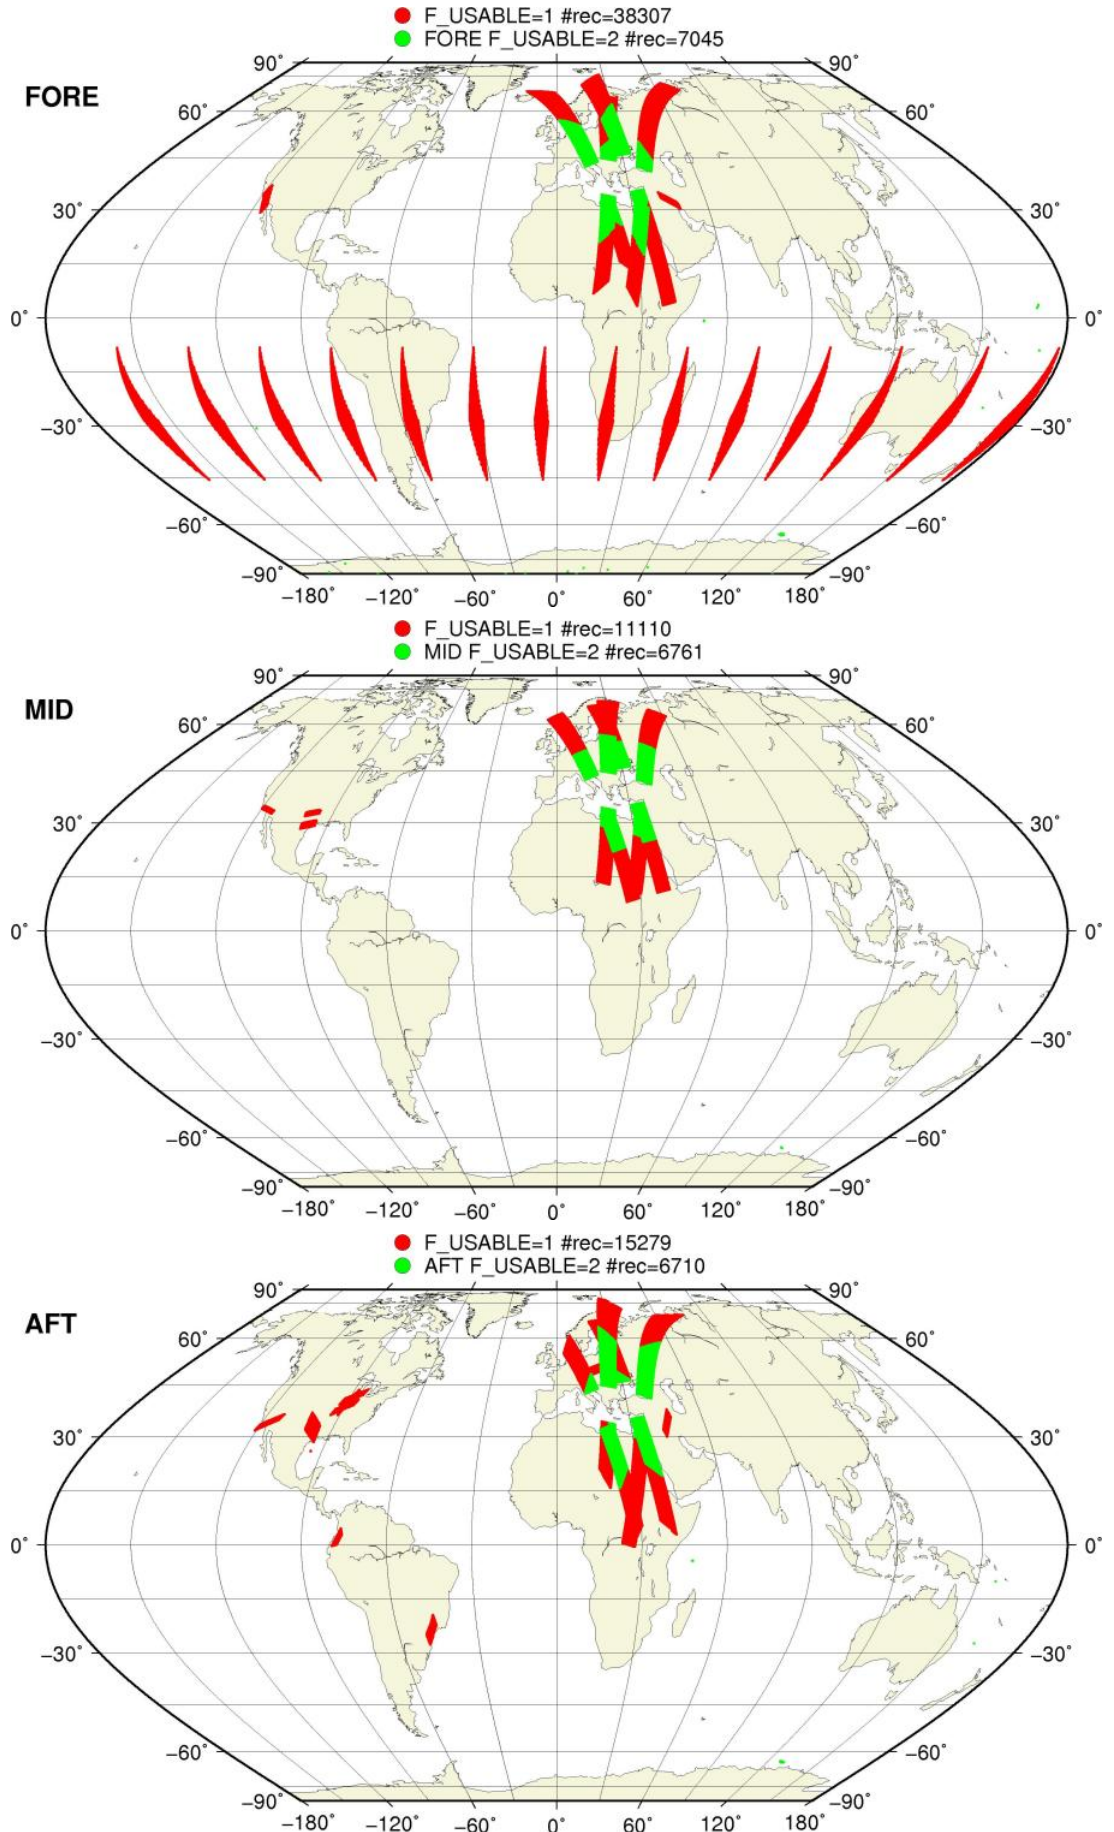 F_USABLE=1 #rec=38307
FORE F_USABLE=2 #rec=7045
FORE
90° 90°
60° 60°
30° 30°
0° 0°
−30° −30°
−60° −60°
−90° −90°
−180° −120° −60° 0° 60° 120° 180°
F_USABLE=1 #rec=11110
MID F_USABLE=2 #rec=6761
MID
90° 90°
60° 60°
30° 30°
0° 0°
−30° −30°
−60° −60°
−90° −90°
−180° −120° −60° 0° 60° 120° 180°
F_USABLE=1 #rec=15279
AFT F_USABLE=2 #rec=6710
AFT
90° 90°
60° 60°
30° 30°
0° 0°
−30° −30°
−60° −60°
−90° −90°
−180° −120° −60° 0° 60° 120° 180°